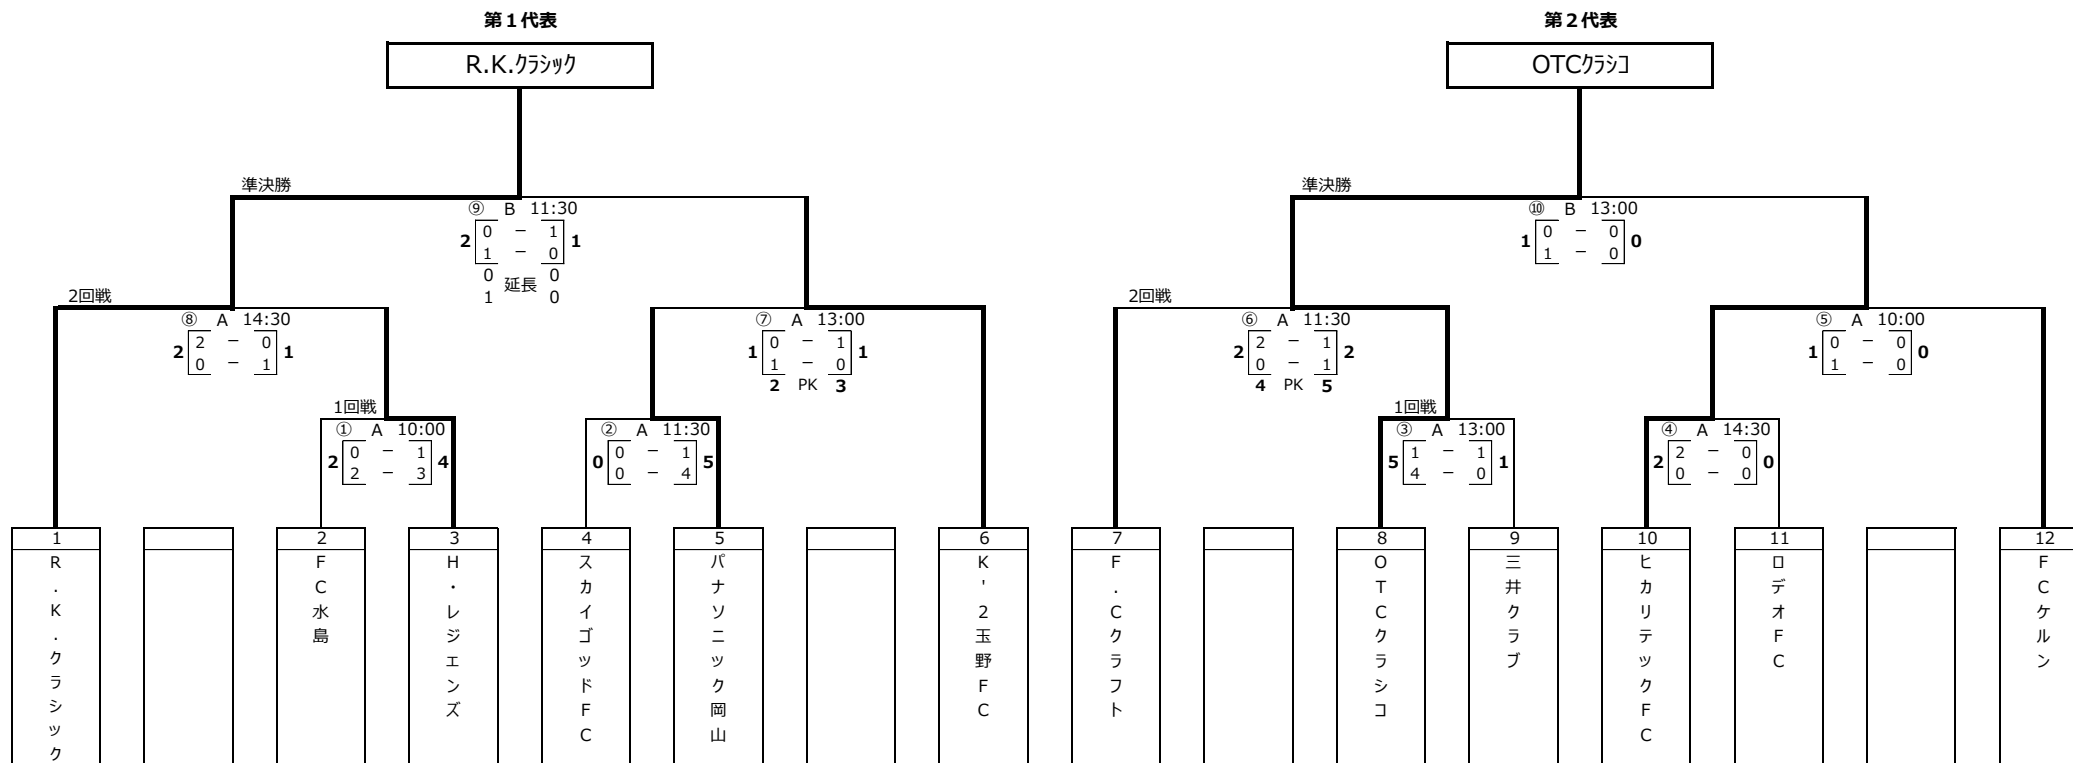 第１代表
第２代表
R.K.ｸﾗｼｯｸ
OTCｸﾗｼｺ
準決勝
準決勝
⑨ B 11:30
2 0 － 1 1
1 － 0
0 延長 0
1 0
⑩ B 13:00
1 0 － 0 0
1 － 0
2回戦
2回戦
⑧ A 14:30
2 2 － 0 1
0 － 1
⑦ A 13:00
1 0 － 1 1
1 － 0
2 PK 3
⑥ A 11:30
2 2 － 1 2
0 － 1
4 PK 5
⑤ A 10:00
1 0 － 0 0
1 － 0
1回戦
1回戦
① A 10:00
2 0 － 1 4
2 － 3
② A 11:30
0 0 － 1 5
0 － 4
③ A 13:00
5 1 － 1 1
4 － 0
④ A 14:30
2 2 － 0 0
0 － 0
1
R.K.クラシック
2
FC水島
3
H・レジェンズ
4
スカイゴッドFC
5
パナソニック岡山
6
K'2玉野FC
7
F.Cクラフト
8
OTCクラシコ
9
三井クラブ
10
ヒカリテックFC
11
ロデオFC
12
FCケルン